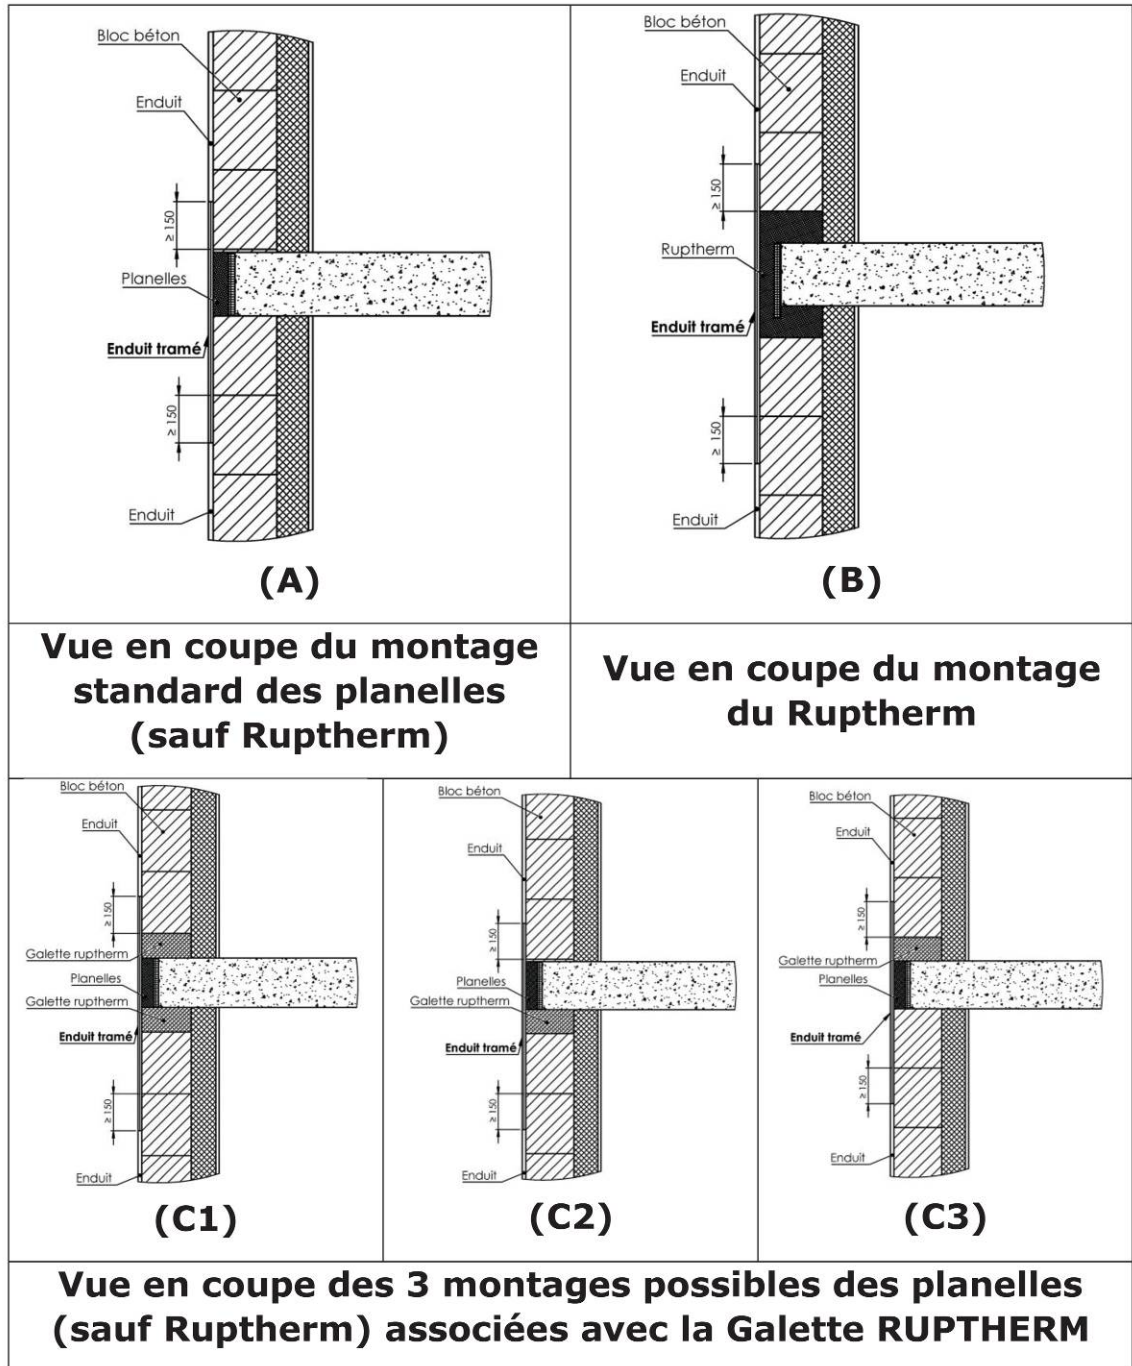 Bloc béton
Enduit
≥ 150
Planelles
Enduit tramé
≥ 150
Enduit
(A)
Bloc béton
Enduit
≥ 150
Ruptherm
Enduit tramé
≥ 150
Enduit
(B)
Vue en coupe du montage
standard des planelles
(sauf Ruptherm)
Vue en coupe du montage
du Ruptherm
Bloc béton
Enduit
≥ 150
Galette ruptherm
Planelles
Galette ruptherm
Enduit tramé
≥ 150
Enduit
(C1)
Bloc béton
Enduit
≥ 150
Planelles
Galette ruptherm
Enduit tramé
≥ 150
Enduit
(C2)
Bloc béton
Enduit
≥ 150
Galette ruptherm
Planelles
Enduit tramé
≥ 150
Enduit
(C3)
Vue en coupe des 3 montages possibles des planelles
(sauf Ruptherm) associées avec la Galette RUPTHERM